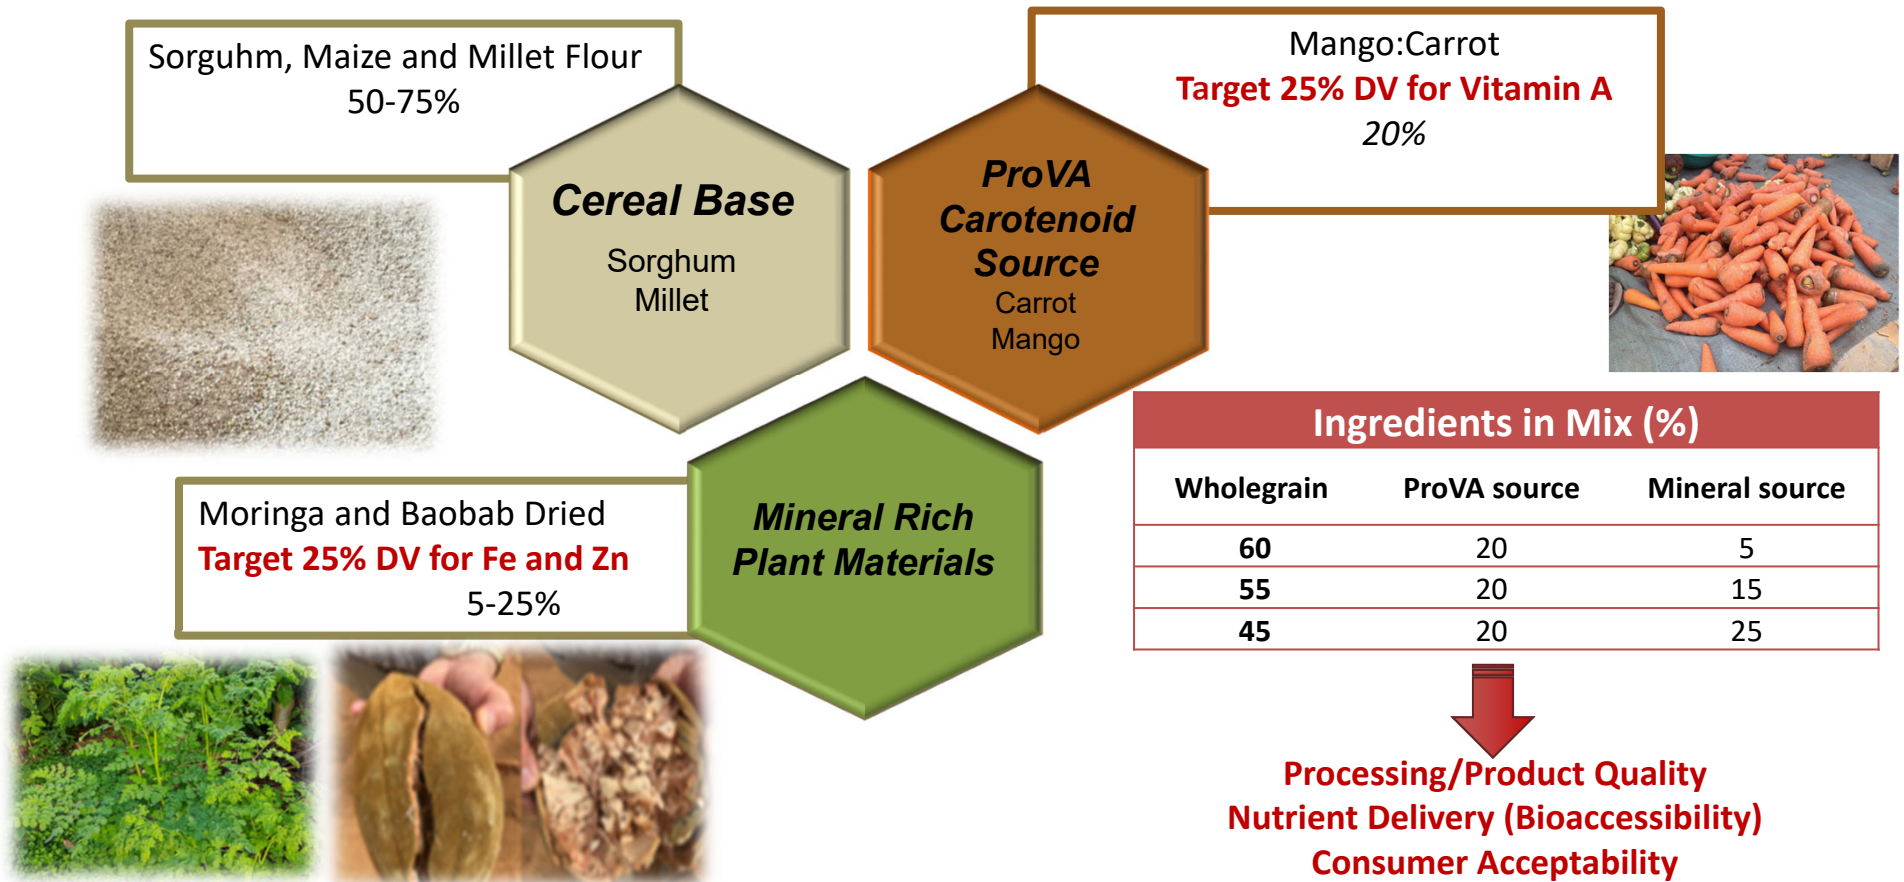 Sorguhm, Maize and Millet Flour
50-75%
Cereal Base
Sorghum
Millet
Mango:Carrot
Target 25% DV for Vitamin A
20%
ProVA
Carotenoid
Source
Carrot
Mango
Moringa and Baobab Dried
Target 25% DV for Fe and Zn
5-25%
Mineral Rich
Plant Materials
Ingredients in Mix (%)
Wholegrain ProVA source Mineral source
60 20 5
55 20 15
45 20 25
Processing/Product Quality
Nutrient Delivery (Bioaccessibility)
Consumer Acceptability